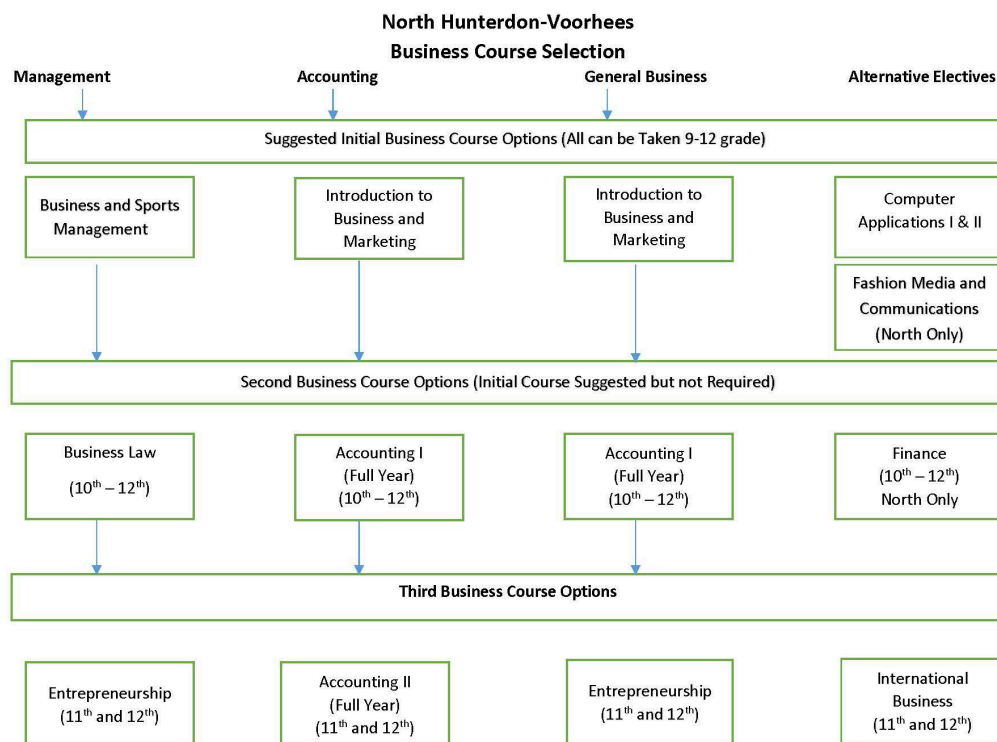 North Hunterdon-Voorhees
Business Course Selection
Management Accounting General Business Alternative Electives
Suggested Initial Business Course Options (All can be Taken 9-12 grade)
Business and Sports
Management
Introduction to
Business and
Marketing
Introduction to
Business and
Marketing
Computer
Applications I & II
Fashion Media and
Communications
(North Only)
Second Business Course Options (Initial Course Suggested but not Required)
Business Law
(10th – 12th)
Accounting I
(Full Year)
(10th – 12th)
Accounting I
(Full Year)
(10th – 12th)
Finance
(10th – 12th)
North Only
Third Business Course Options
Entrepreneurship
(11th and 12th)
Accounting II
(Full Year)
(11th and 12th)
Entrepreneurship
(11th and 12th)
International
Business
(11th and 12th)